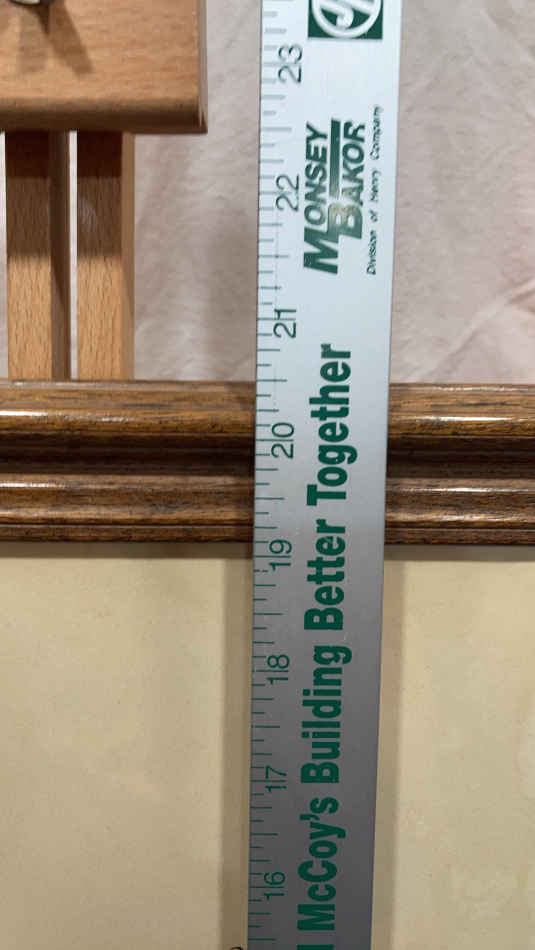 23
22
21
20
19
18
17
16
MONSEY
BAKOR
Division of Henry Company
McCoy's Building Better Together